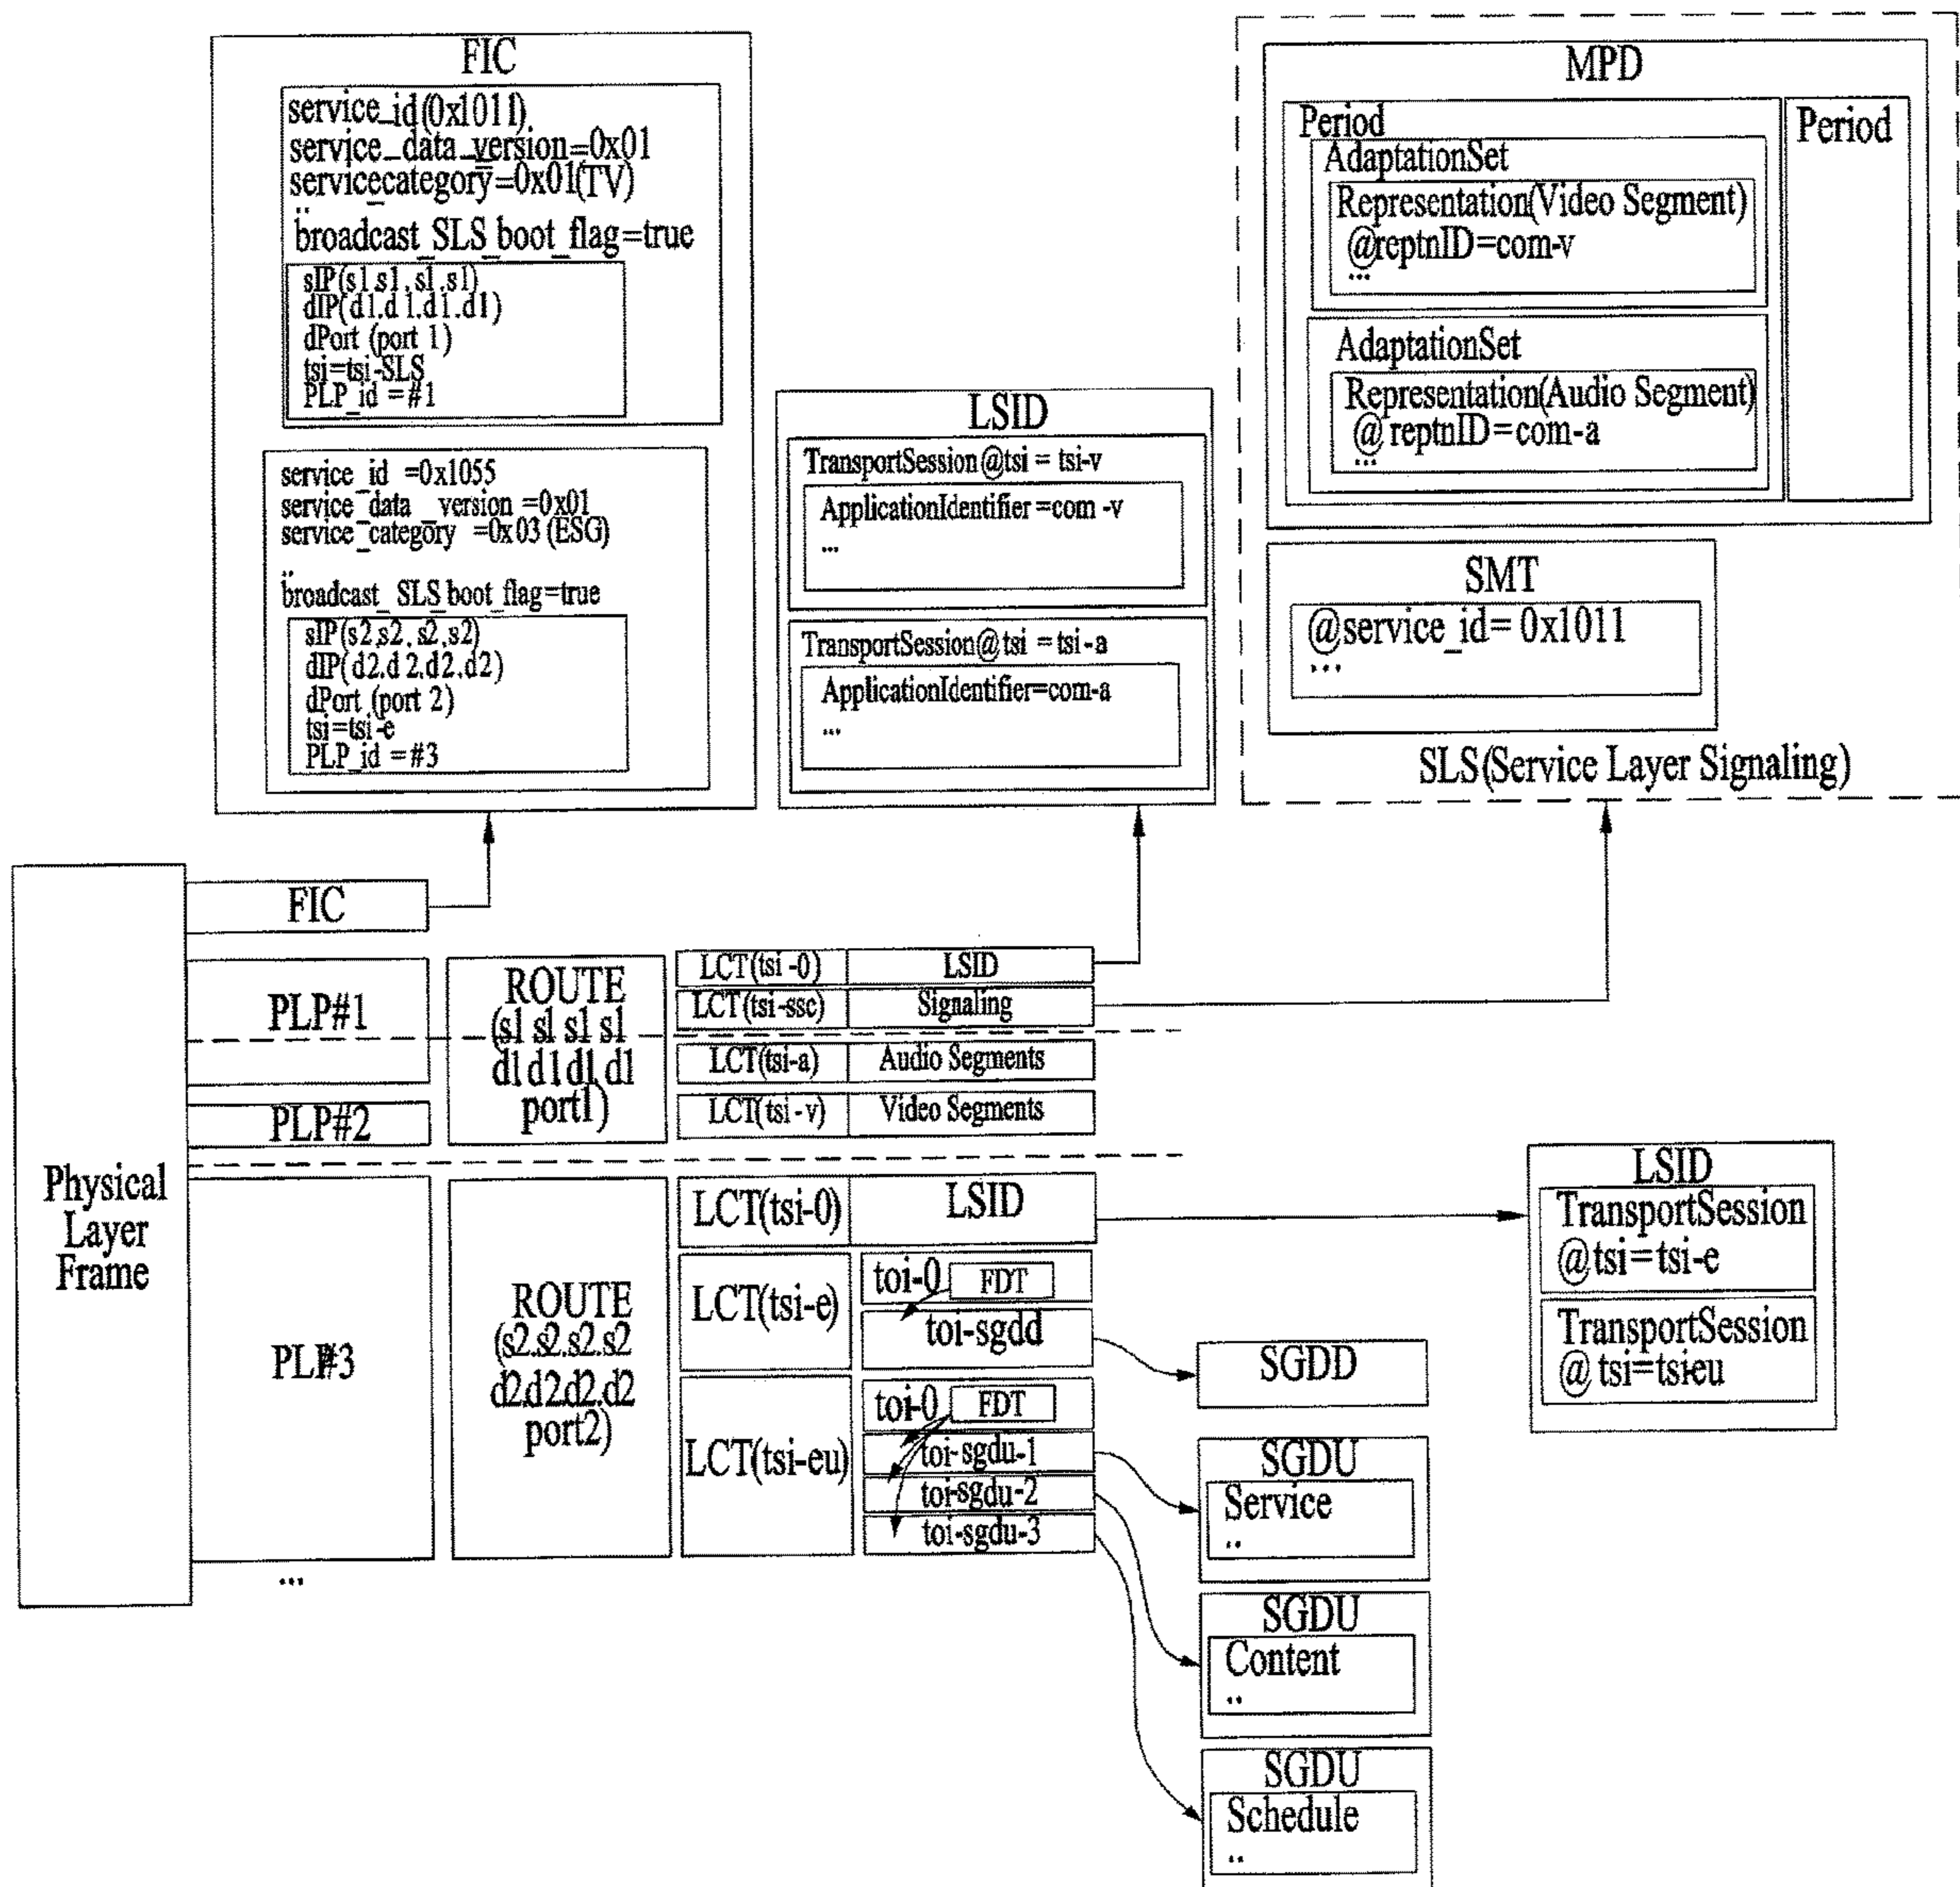 FIC
service_id(0x1011)
service_data_version=0x01
servicecategory=0x01(TV)
..
broadcast_SLS_boot_flag=true
sIP(s1,s1,s1,s1)
dIP(d1.d1.d1.d1)
dPort (port 1)
tsi=tsi-SLS
PLP_id =#1
service_id =0x1055
service_data_version =0x01
service_category =0x03 (ESG)
..
broadcast_SLS_boot_flag=true
sIP(s2,s2,s2,s2)
dIP(d2.d2.d2.d2)
dPort (port 2)
tsi=tsi-e
PLP_id =#3
LSID
TransportSession@tsi = tsi-v
ApplicationIdentifier=com -v
...
TransportSession@tsi = tsi-a
ApplicationIdentifier=com-a
...
MPD
Period
AdaptationSet
Representation(Video Segment)
@reptnID=com-v
...
AdaptationSet
Representation(Audio Segment)
@ reptnID=com-a
...
Period
SMT
@service_id= 0x1011
...
SLS(Service Layer Signaling)
Physical
Layer
Frame
FIC
PLP#1
PLP#2
ROUTE
(s1 s1 s1 s1
d1 d1 d1.d1
port1)
LCT(tsi -0) LSID
LCT(tsi-ssc) Signaling
LCT(tsi-a) Audio Segments
LCT(tsi -v) Video Segments
PLP#3
...
ROUTE
(s2.s2.s2.s2
d2.d2.d2.d2
port2)
LCT(tsi-0) LSID
LCT(tsi-e)
toi-0 FDT
toi-sgdd
LCT(tsi-eu)
toi-0 FDT
toi-sgdu-1
toi-sgdu-2
toi-sgdu-3
LSID
TransportSession
@tsi=tsi-e
TransportSession
@ tsi=tsi-eu
SGDD
SGDU
Service
..
SGDU
Content
..
SGDU
Schedule
..